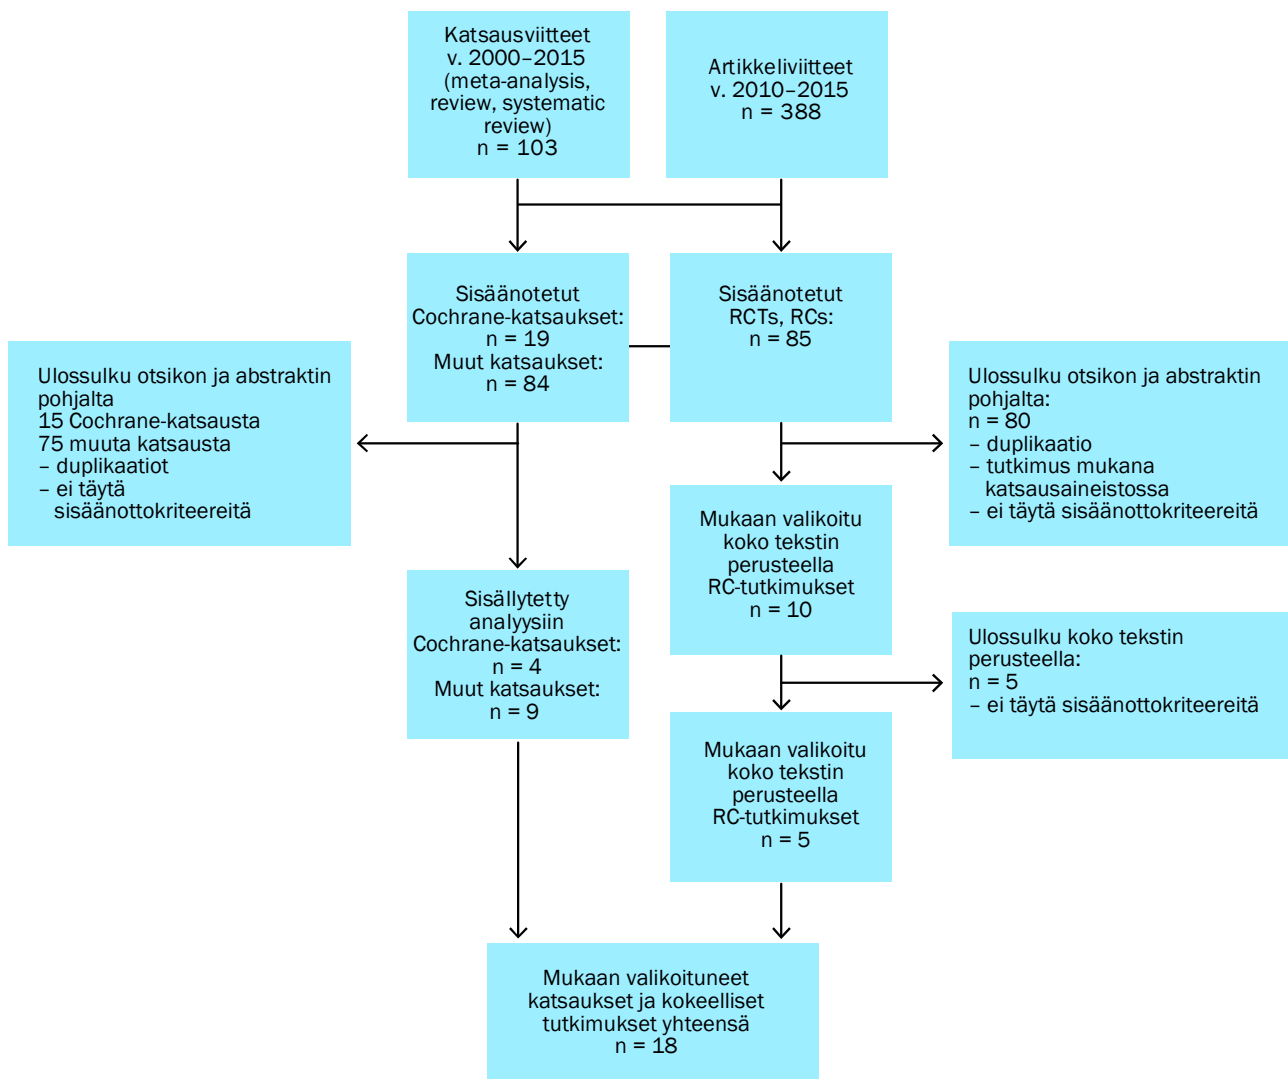 Katsausviitteet
v. 2000–2015
(meta-analysis,
review, systematic
review)
n = 103
Artikkeliviitteet
v. 2010–2015
n = 388
Sisäänotetut
Cochrane-katsaukset:
n = 19
Muut katsaukset:
n = 84
Sisäänotetut
RCTs, RCs:
n = 85
Ulossulku otsikon ja abstraktin
pohjalta
15 Cochrane-katsausta
75 muuta katsausta
– duplikaatiot
– ei täytä
sisäänottokriteereitä
Ulossulku otsikon ja abstraktin
pohjalta:
n = 80
– duplikaatio
– tutkimus mukana
katsausaineistossa
– ei täytä sisäänottokriteereitä
Mukaan valikoitu
koko tekstin
perusteella
RC-tutkimukset
n = 10
Sisällytetty
analyysiin
Cochrane-katsaukset:
n = 4
Muut katsaukset:
n = 9
Ulossulku koko tekstin
perusteella:
n = 5
– ei täytä sisäänottokriteereitä
Mukaan valikoitu
koko tekstin
perusteella
RC-tutkimukset
n = 5
Mukaan valikoituneet
katsaukset ja kokeelliset
tutkimukset yhteensä
n = 18